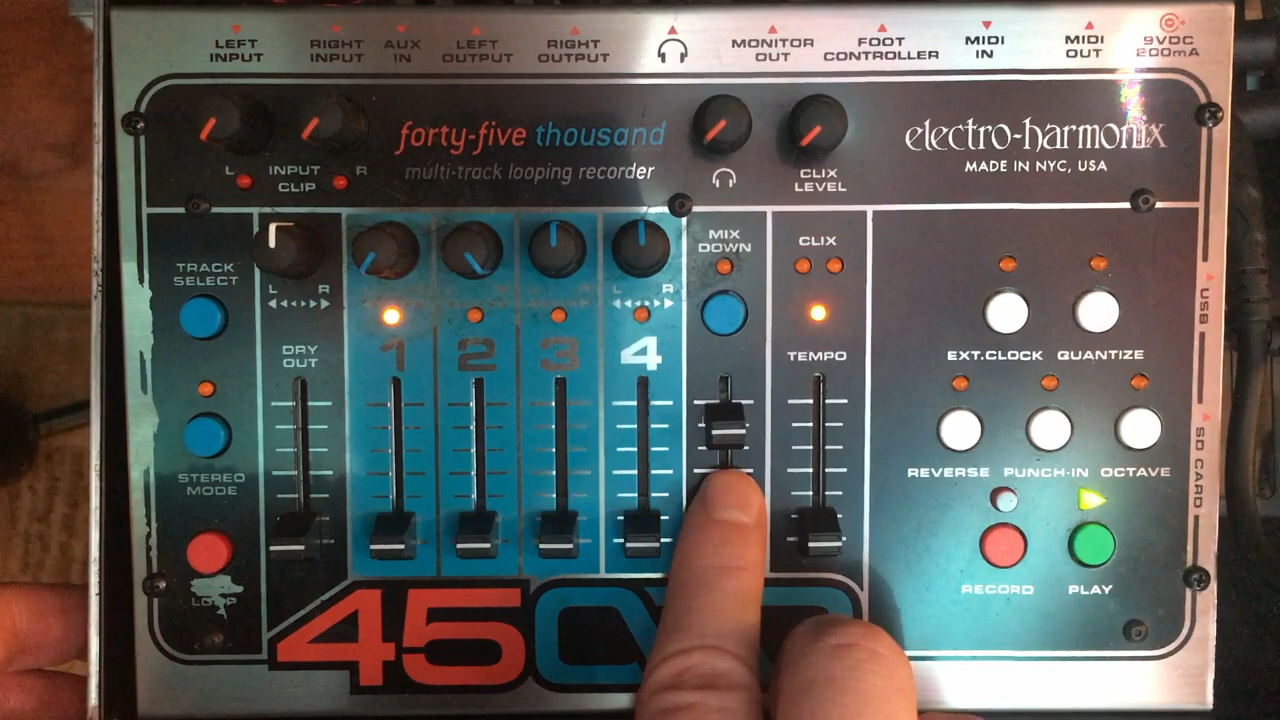 LEFT INPUT
RIGHT INPUT
AUX IN
LEFT OUTPUT
RIGHT OUTPUT
MONITOR OUT
FOOT CONTROLLER
MIDI IN
MIDI OUT
9VDC 200mA
forty-five thousand
multi-track looping recorder
electro-harmonix
MADE IN NYC, USA
L INPUT R
CLIP
CLIX
LEVEL
TRACK
SELECT
L R
L R
MIX
DOWN
CLIX
DRY
OUT
1 2 3 4
TEMPO
EXT.CLOCK QUANTIZE
USB
REVERSE PUNCH-IN OCTAVE
SD CARD
STEREO
MODE
RECORD PLAY
450